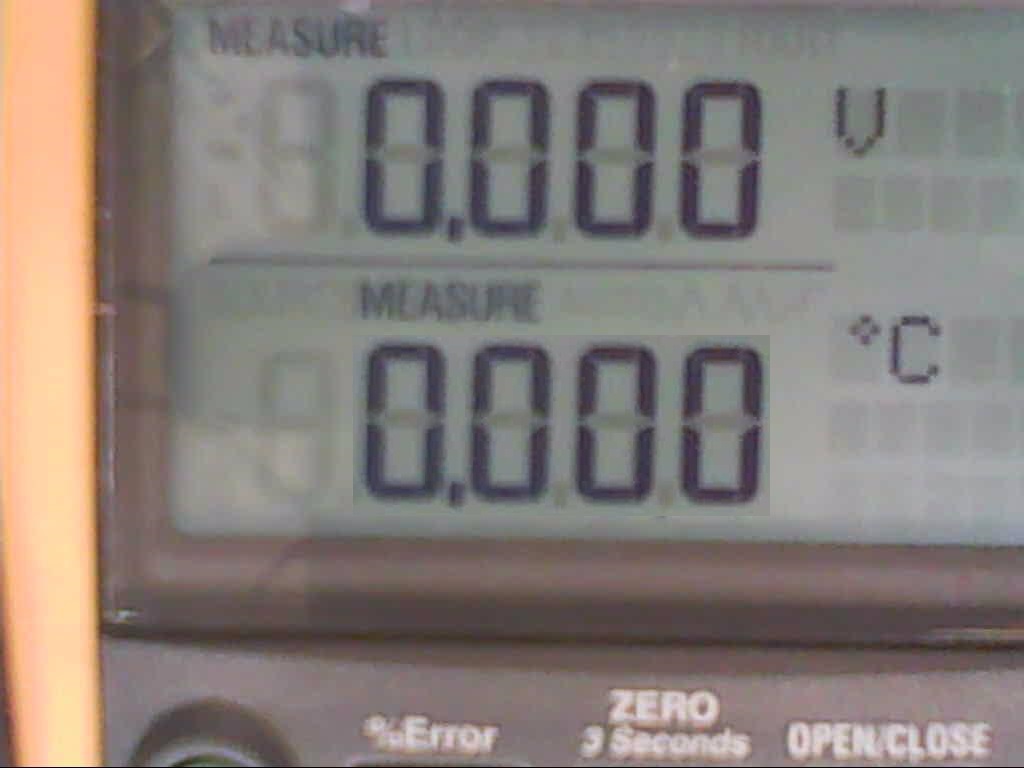 MEASURE
0.000 V
MEASURE
0.000 °C
ZERO
%Error 3 Seconds OPEN/CLOSE